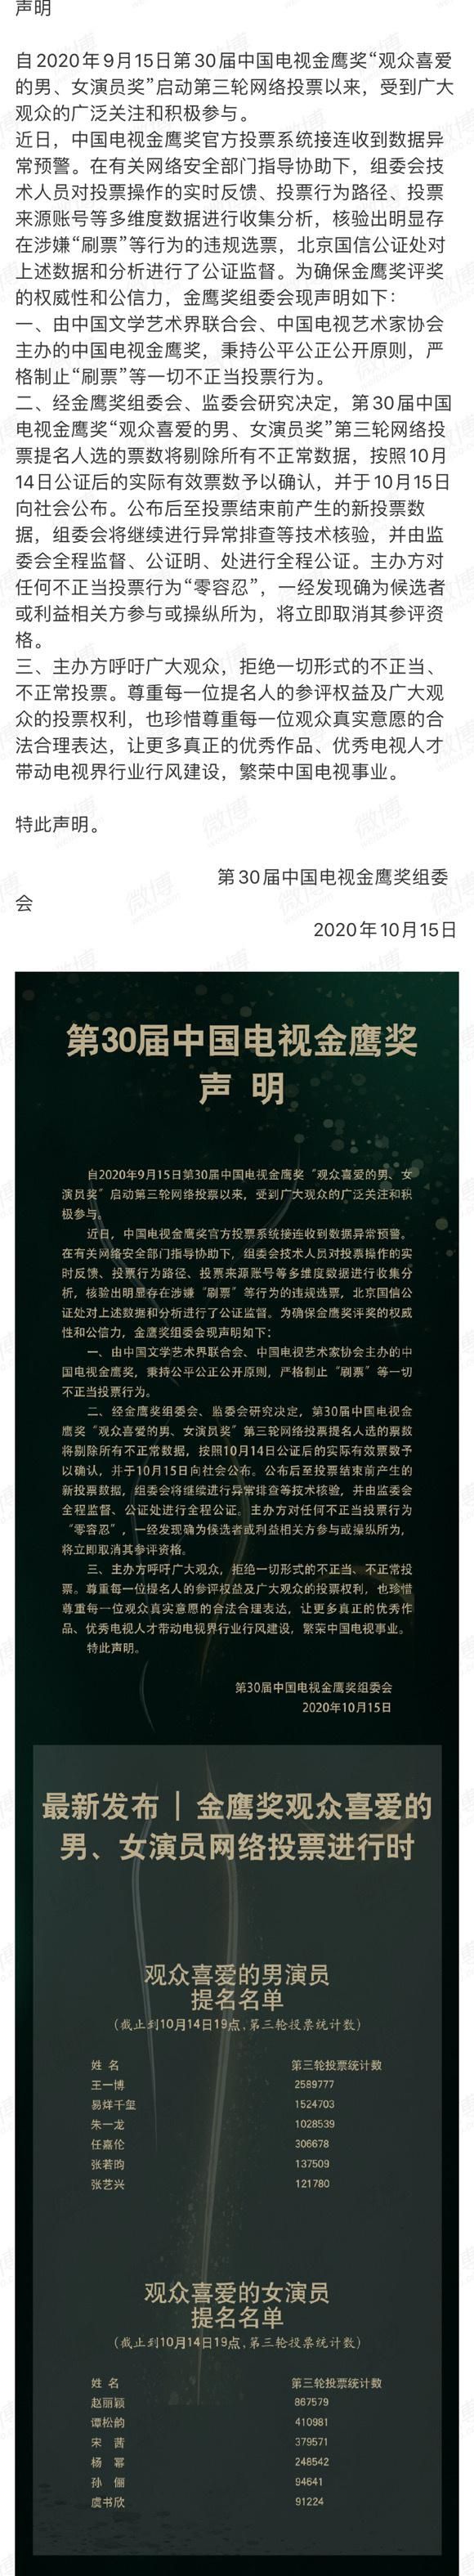 声明
自2020年9月15日第30届中国电视金鹰奖“观众喜爱
的男、女演员奖”启动第三轮网络投票以来，受到广大
观众的广泛关注和积极参与。
近日，中国电视金鹰奖官方投票系统接连收到数据异
常预警。在有关网络安全部门指导协助下，组委会技
术人员对投票操作的实时反馈、投票行为路径、投票
来源账号等多维度数据进行收集分析，核验出明显存
在涉嫌“刷票”等行为的违规选票，北京国信公证处对
上述数据和分析进行了公证监督。为确保金鹰奖评奖
的权威性和公信力，金鹰奖组委会现声明如下：
一、由中国文学艺术界联合会、中国电视艺术家协会
主办的中国电视金鹰奖，秉持公平公正公开原则，严
格制止“刷票”等一切不正当投票行为。
二、经金鹰奖组委会、监委会研究决定，第30届中国
电视金鹰奖“观众喜爱的男、女演员奖”第三轮网络投
票提名人选的票数将剔除所有不正常数据，按照10月
14日公证后的实际有效票数予以确认，并于10月15日
向社会公布。公布后至投票结束前产生的新投票数
据，组委会将继续进行异常排查等技术核验，并由监
委会全程监督、公证明、处进行全程公证。主办方对
任何不正当投票行为“零容忍”，一经发现确为候选者
或利益相关方参与或操纵所为，将立即取消其参评资
格。
三、主办方呼吁广大观众，拒绝一切形式的不正当、
不正常投票。尊重每一位提名人的参评权益及广大观
众的投票权利，也珍惜尊重每一位观众真实意愿的合
法合理表达，让更多真正的优秀作品、优秀电视人才
带动电视界行业行风建设，繁荣中国电视事业。
特此声明。
第30届中国电视金鹰奖组委
会
2020年10月15日
第30届中国电视金鹰奖
声 明
自2020年9月15日第30届中国电视金鹰奖“观众喜爱的男、女
演员奖”启动第三轮网络投票以来，受到广大观众的广泛关注和积
极参与。
近日，中国电视金鹰奖官方投票系统接连收到数据异常预警。
在有关网络安全部门指导协助下，组委会技术人员对投票操作的实
时反馈、投票行为路径、投票来源账号等多维度数据进行收集分
析，核验出明显存在涉嫌“刷票”等行为的违规选票，北京国信公
证处对上述数据和分析进行了公证监督。为确保金鹰奖评奖的权威
性和公信力，金鹰奖组委会现声明如下：
一、由中国文学艺术界联合会、中国电视艺术家协会主办的中
国电视金鹰奖，秉持公平公正公开原则，严格制止“刷票”等一切
不正当投票行为。
二、经金鹰奖组委会、监委会研究决定，第30届中国电视金
鹰奖“观众喜爱的男、女演员奖”第三轮网络投票提名人选的票数
将剔除所有不正常数据，按照10月14日公证后的实际有效票数予
以确认，并于10月15日向社会公布。公布后至投票结束前产生的
新投票数据，组委会将继续进行异常排查等技术核验，并由监委会
全程监督、公证处进行全程公证。主办方对任何不正当投票行为
“零容忍”，一经发现确为候选者或利益相关方参与或操纵所为，
将立即取消其参评资格。
三、主办方呼吁广大观众，拒绝一切形式的不正当、不正常投
票。尊重每一位提名人的参评权益及广大观众的投票权利，也珍惜
尊重每一位观众真实意愿的合法合理表达，让更多真正的优秀作
品、优秀电视人才带动电视界行业行风建设，繁荣中国电视事业。
特此声明。
第30届中国电视金鹰奖组委会
2020年10月15日
最新发布｜金鹰奖观众喜爱的
男、女演员网络投票进行时
观众喜爱的男演员
提名名单
（截止到10月14日19点，第三轮投票统计数）
姓 名 第三轮投票统计数
王一博 2589777
易烊千玺 1524703
朱一龙 1028539
任嘉伦 306678
张若昀 137509
张艺兴 121780
观众喜爱的女演员
提名名单
（截止到10月14日19点，第三轮投票统计数）
姓 名 第三轮投票统计数
赵丽颖 867579
谭松韵 410981
宋 茜 379571
杨 幂 248542
孙 俪 94641
虞书欣 91224